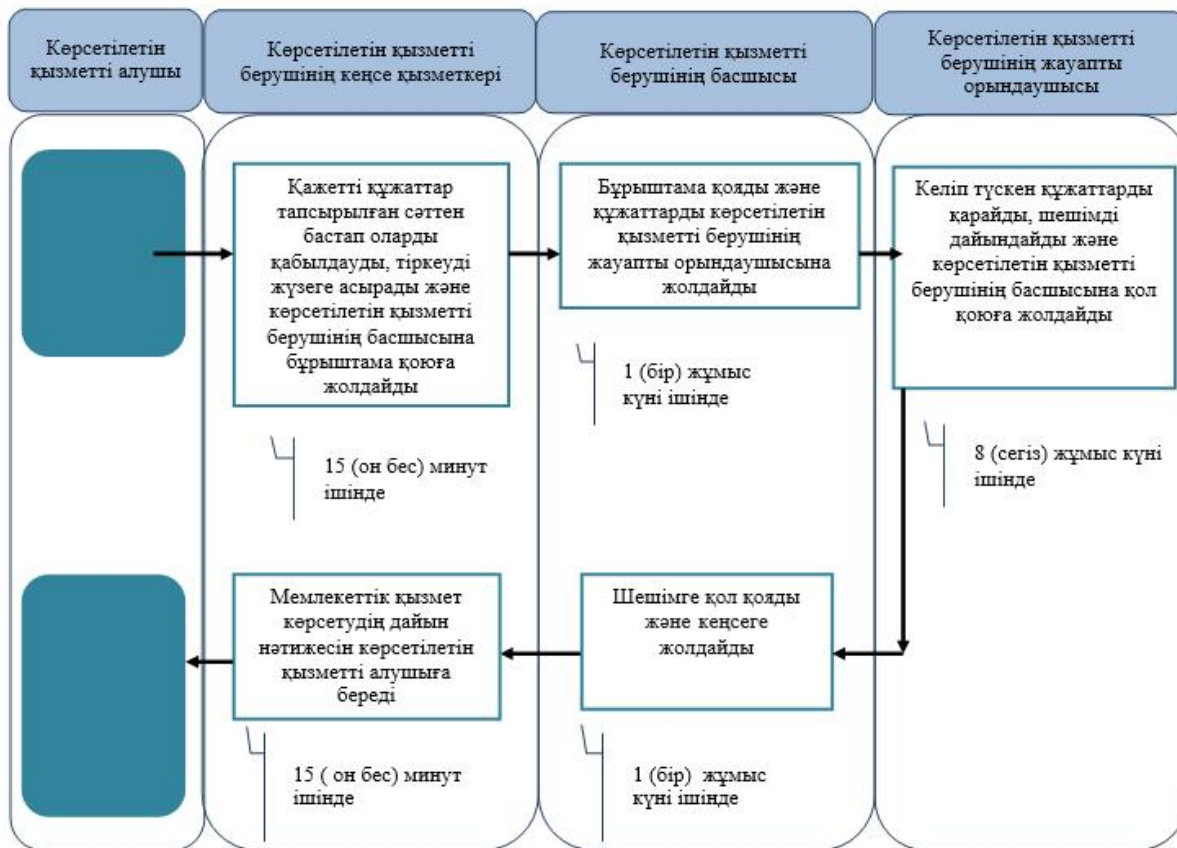 Көрсетілетін
қызметті алушы
Көрсетілетін қызметті
берушінің кеңсе қызметкері
Көрсетілетін қызметті
берушінің басшысы
Көрсетілетін қызметті
берушінің жауапты
орындаушысы
Қажетті құжаттар
тапсырылған сәттен
бастап оларды
қабылдауды, тіркеуді
жүзеге асырады және
көрсетілетін қызметті
берушінің басшысына
бұрыштама қоюға
жолдайды
15 (он бес) минут
ішінде
Бұрыштама қояды және
құжаттарды көрсетілетін
қызметті берушінің
жауапты орындаушысына
жолдайды
1 (бір) жұмыс
күні ішінде
Келіп түскен құжаттарды
қарайды, шешімді
дайындайды және
көрсетілетін қызметті
берушінің басшысына қол
қоюға жолдайды
8 (сегіз) жұмыс күні
ішінде
Мемлекеттік қызмет
көрсетудің дайын
нәтижесін көрсетілетін
қызметті алушыға
береді
15 ( он бес) минут
ішінде
Шешімге қол қояды
және кеңсеге
жолдайды
1 (бір) жұмыс
күні ішінде